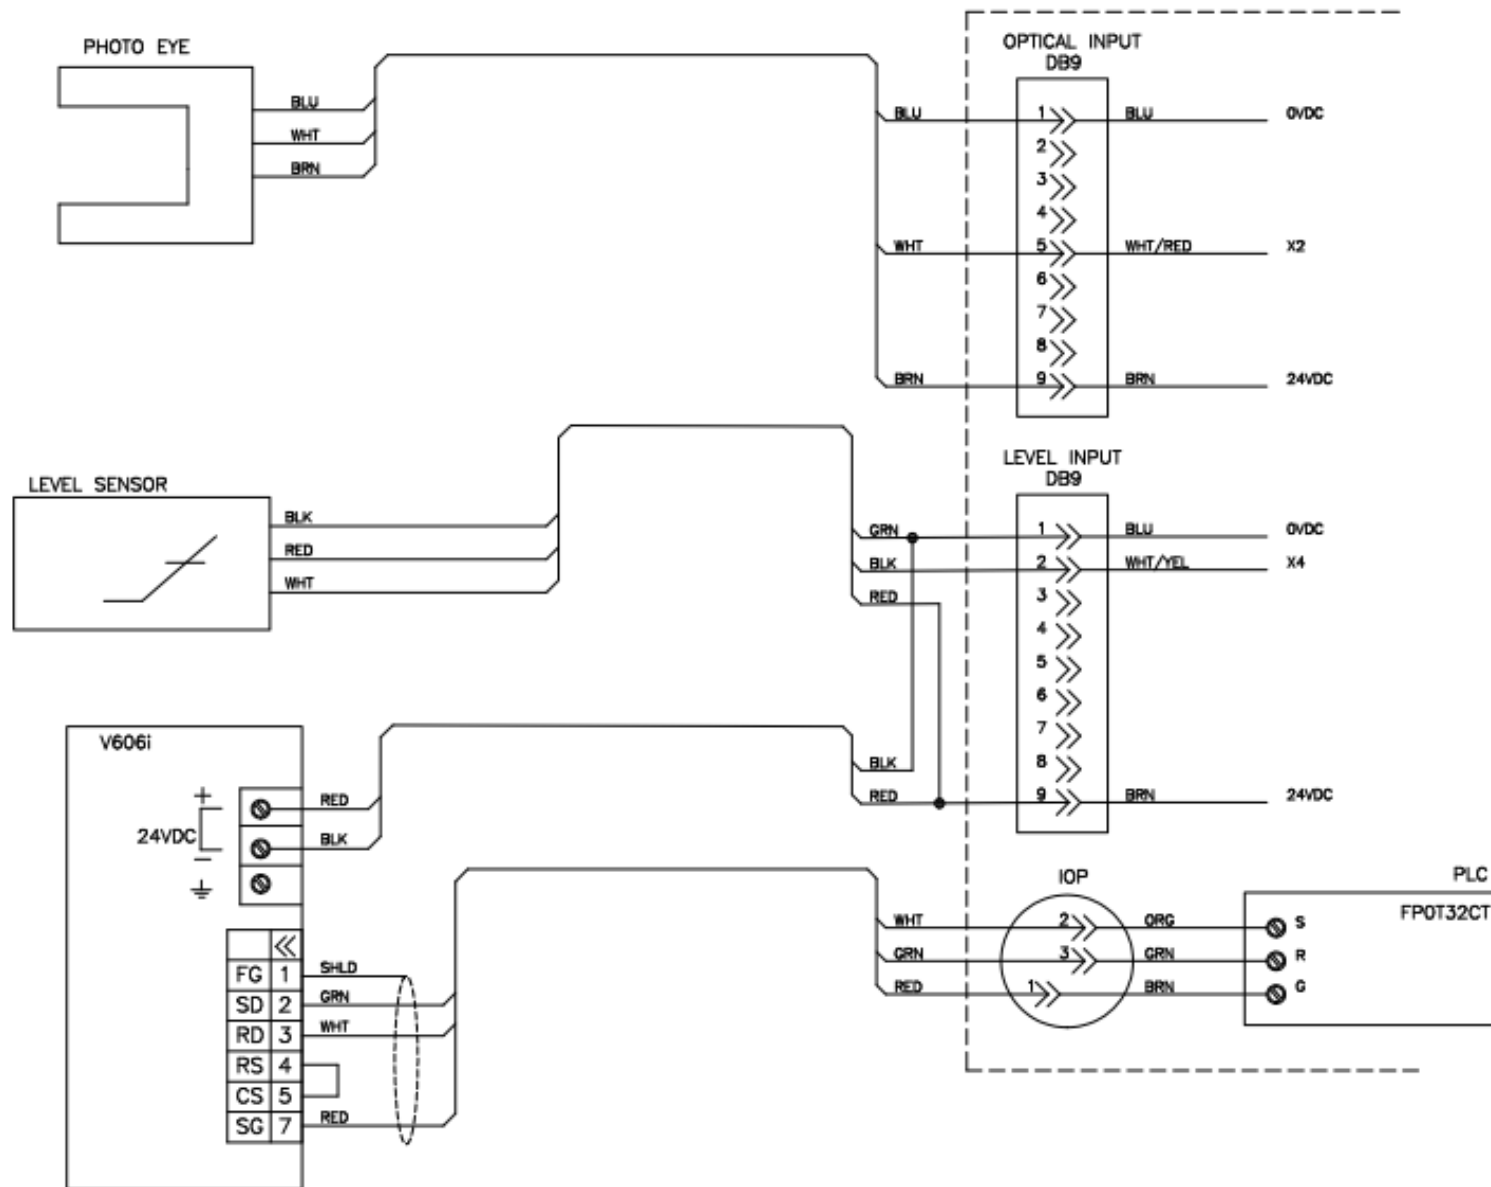 PHOTO EYE
BLU
WHT
BRN
OPTICAL INPUT
DB9
BLU 1 BLU 0VDC
2
3
4
WHT 5 WHT/RED X2
6
7
8
BRN 9 BRN 24VDC
LEVEL SENSOR
BLK
RED
WHT
LEVEL INPUT
DB9
GRN 1 BLU 0VDC
BLK 2 WHT/YEL X4
RED 3
4
5
6
7
BLK 8
RED 9 BRN 24VDC
V606i
+ RED
24VDC
− BLK
FG 1 SHLD
SD 2 GRN
RD 3 WHT
RS 4
CS 5
SG 7 RED
IOP
PLC
FP0T32CT
WHT 2 ORG S
GRN 3 GRN R
RED 1 BRN G